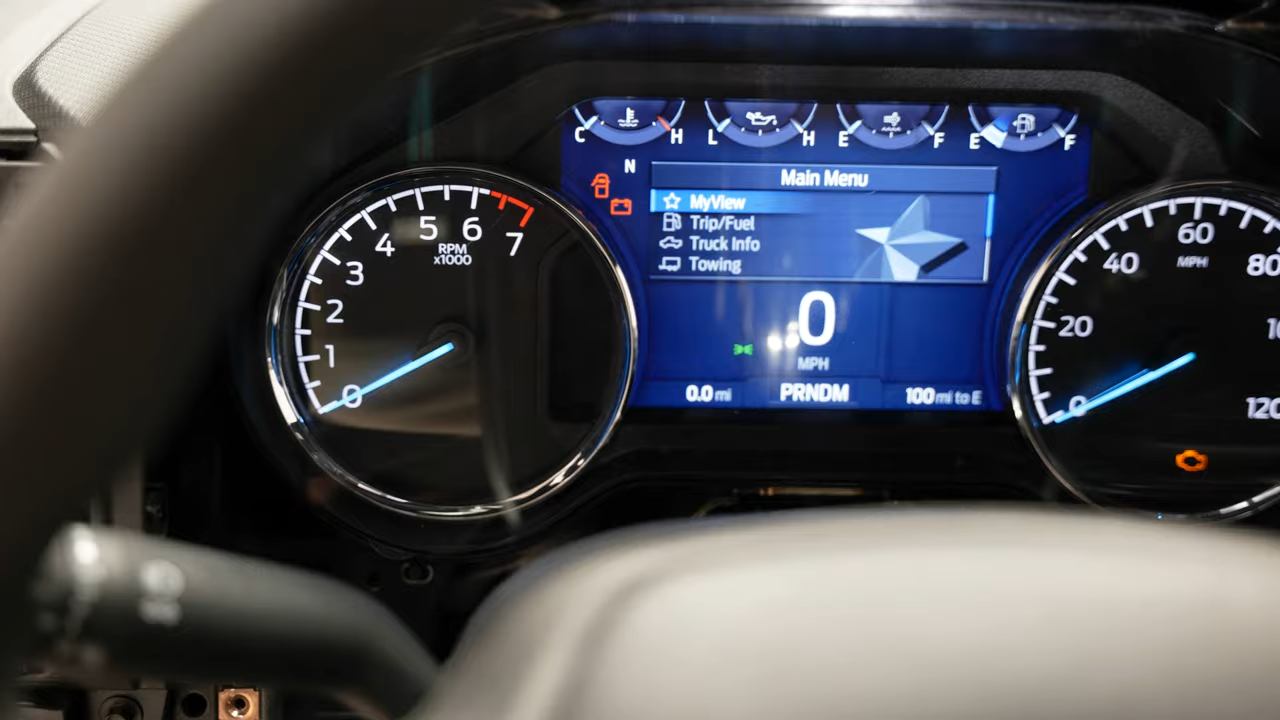 C H L H E F E F
N
Main Menu
MyView
Trip/Fuel
Truck Info
Towing
0
MPH
0.0 mi PRNDM 100 mi to E
0 1 2 3 4 5 6 7
RPM
x1000
0 20 40 60 80
120
MPH